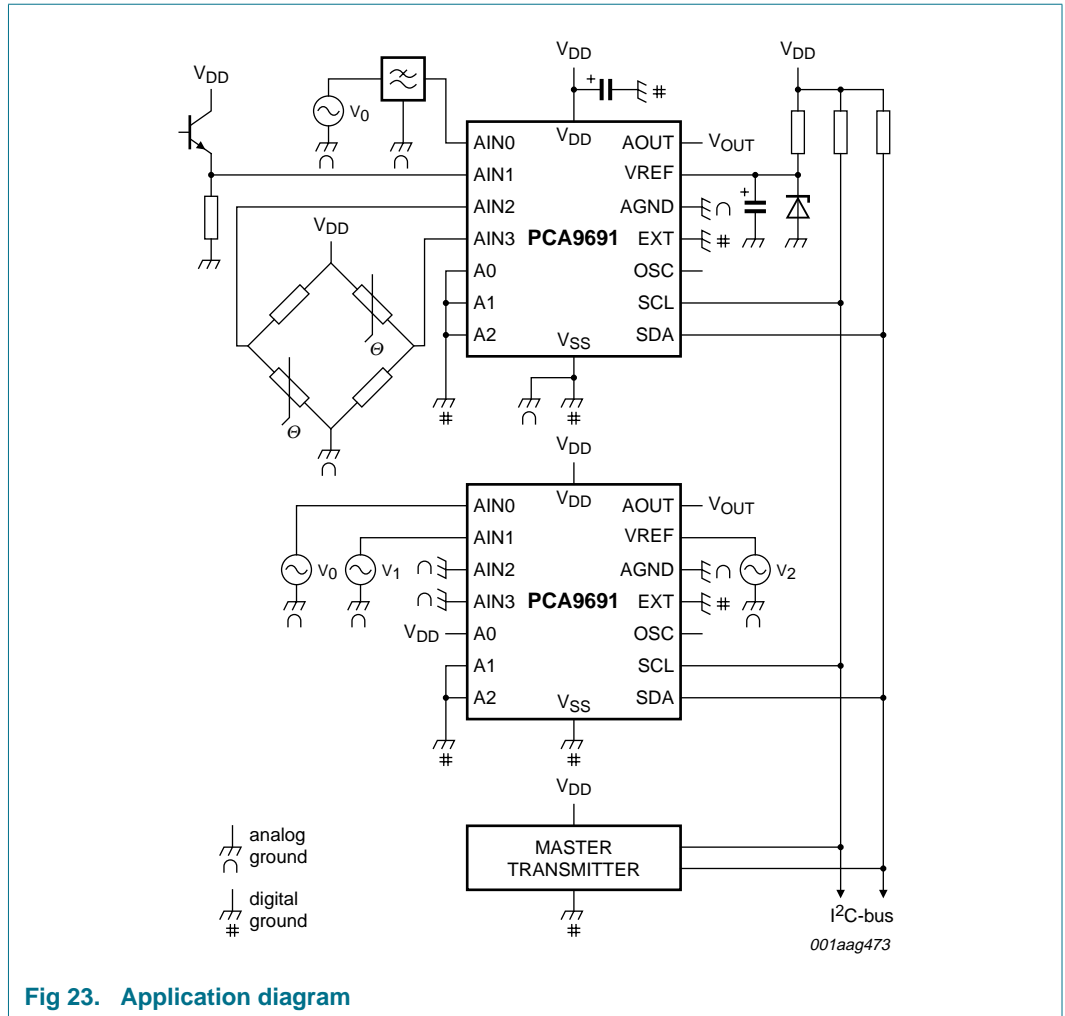 VDD
VDD
VDD
V0
VDD
AIN0
AOUT
VOUT
AIN1
VREF
AIN2
AGND
VDD
AIN3
PCA9691
EXT
A0
OSC
A1
SCL
A2
VSS
SDA
Θ
Θ
VDD
VDD
AIN0
AOUT
VOUT
AIN1
VREF
V0
V1
AIN2
AGND
V2
AIN3
PCA9691
EXT
VDD
A0
OSC
A1
SCL
A2
VSS
SDA
VDD
analog
ground
MASTER
TRANSMITTER
digital
ground
I2C-bus
001aag473
Fig 23. Application diagram